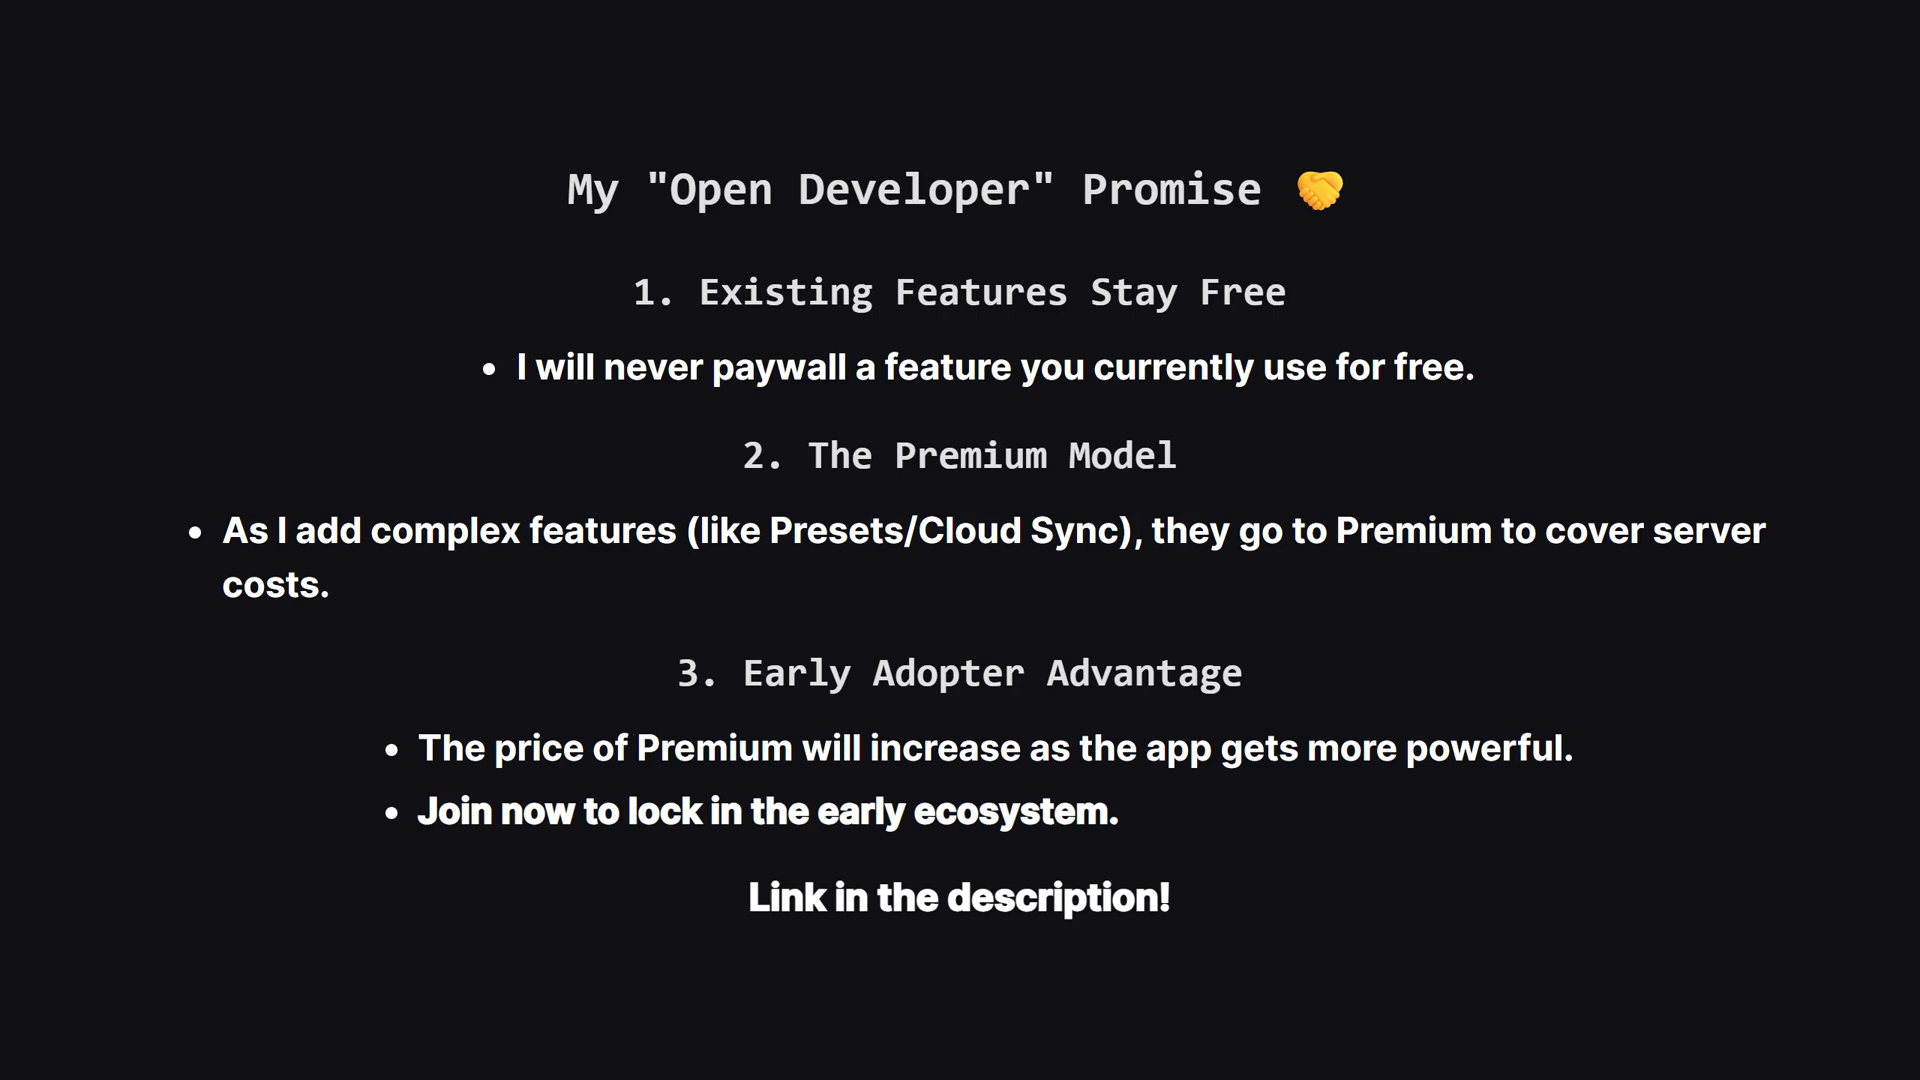 My "Open Developer" Promise 🤝
1. Existing Features Stay Free
• I will never paywall a feature you currently use for free.
2. The Premium Model
• As I add complex features (like Presets/Cloud Sync), they go to Premium to cover server
costs.
3. Early Adopter Advantage
• The price of Premium will increase as the app gets more powerful.
• Join now to lock in the early ecosystem.
Link in the description!